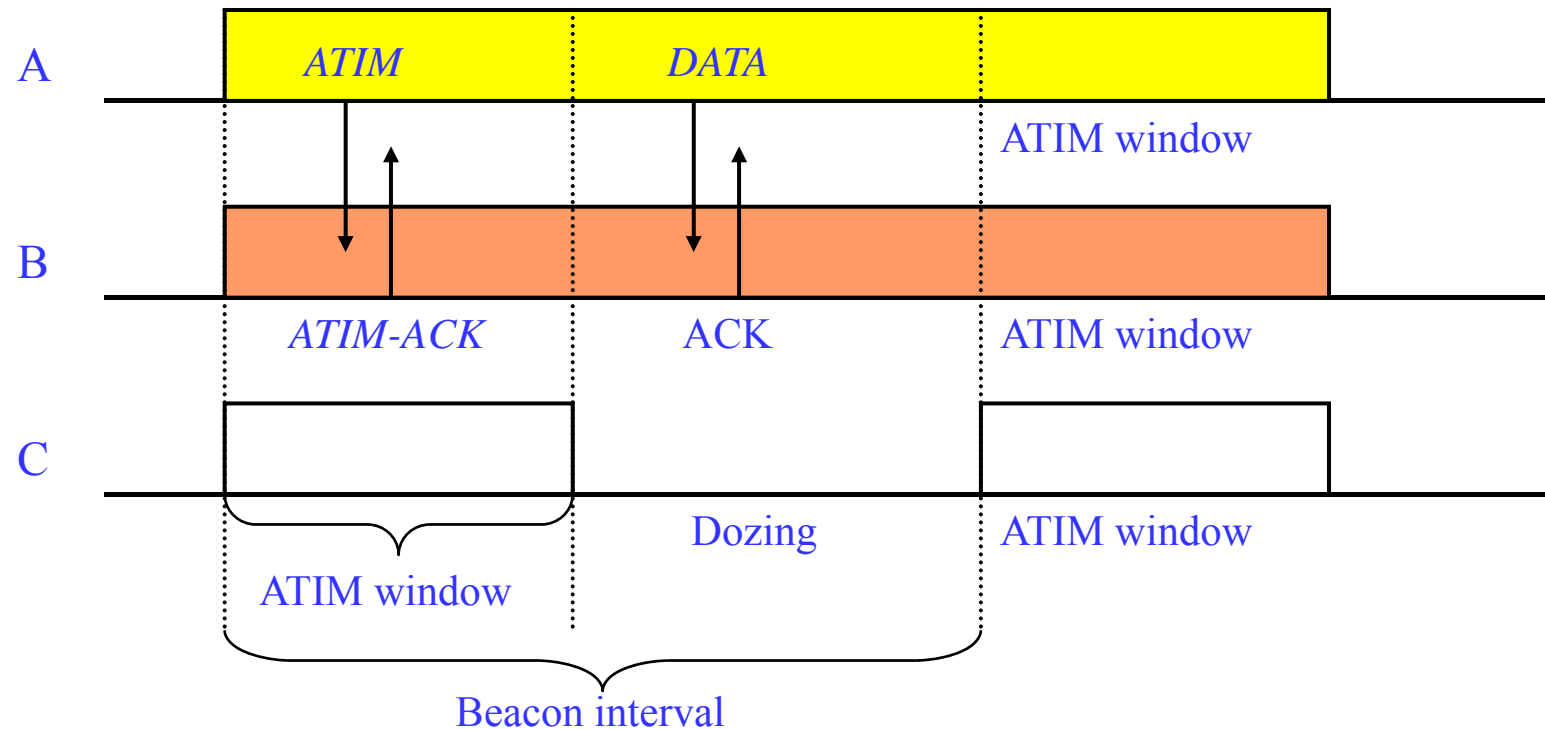 A
ATIM
DATA
ATIM window
B
ATIM-ACK
ACK
ATIM window
C
Dozing
ATIM window
ATIM window
Beacon interval